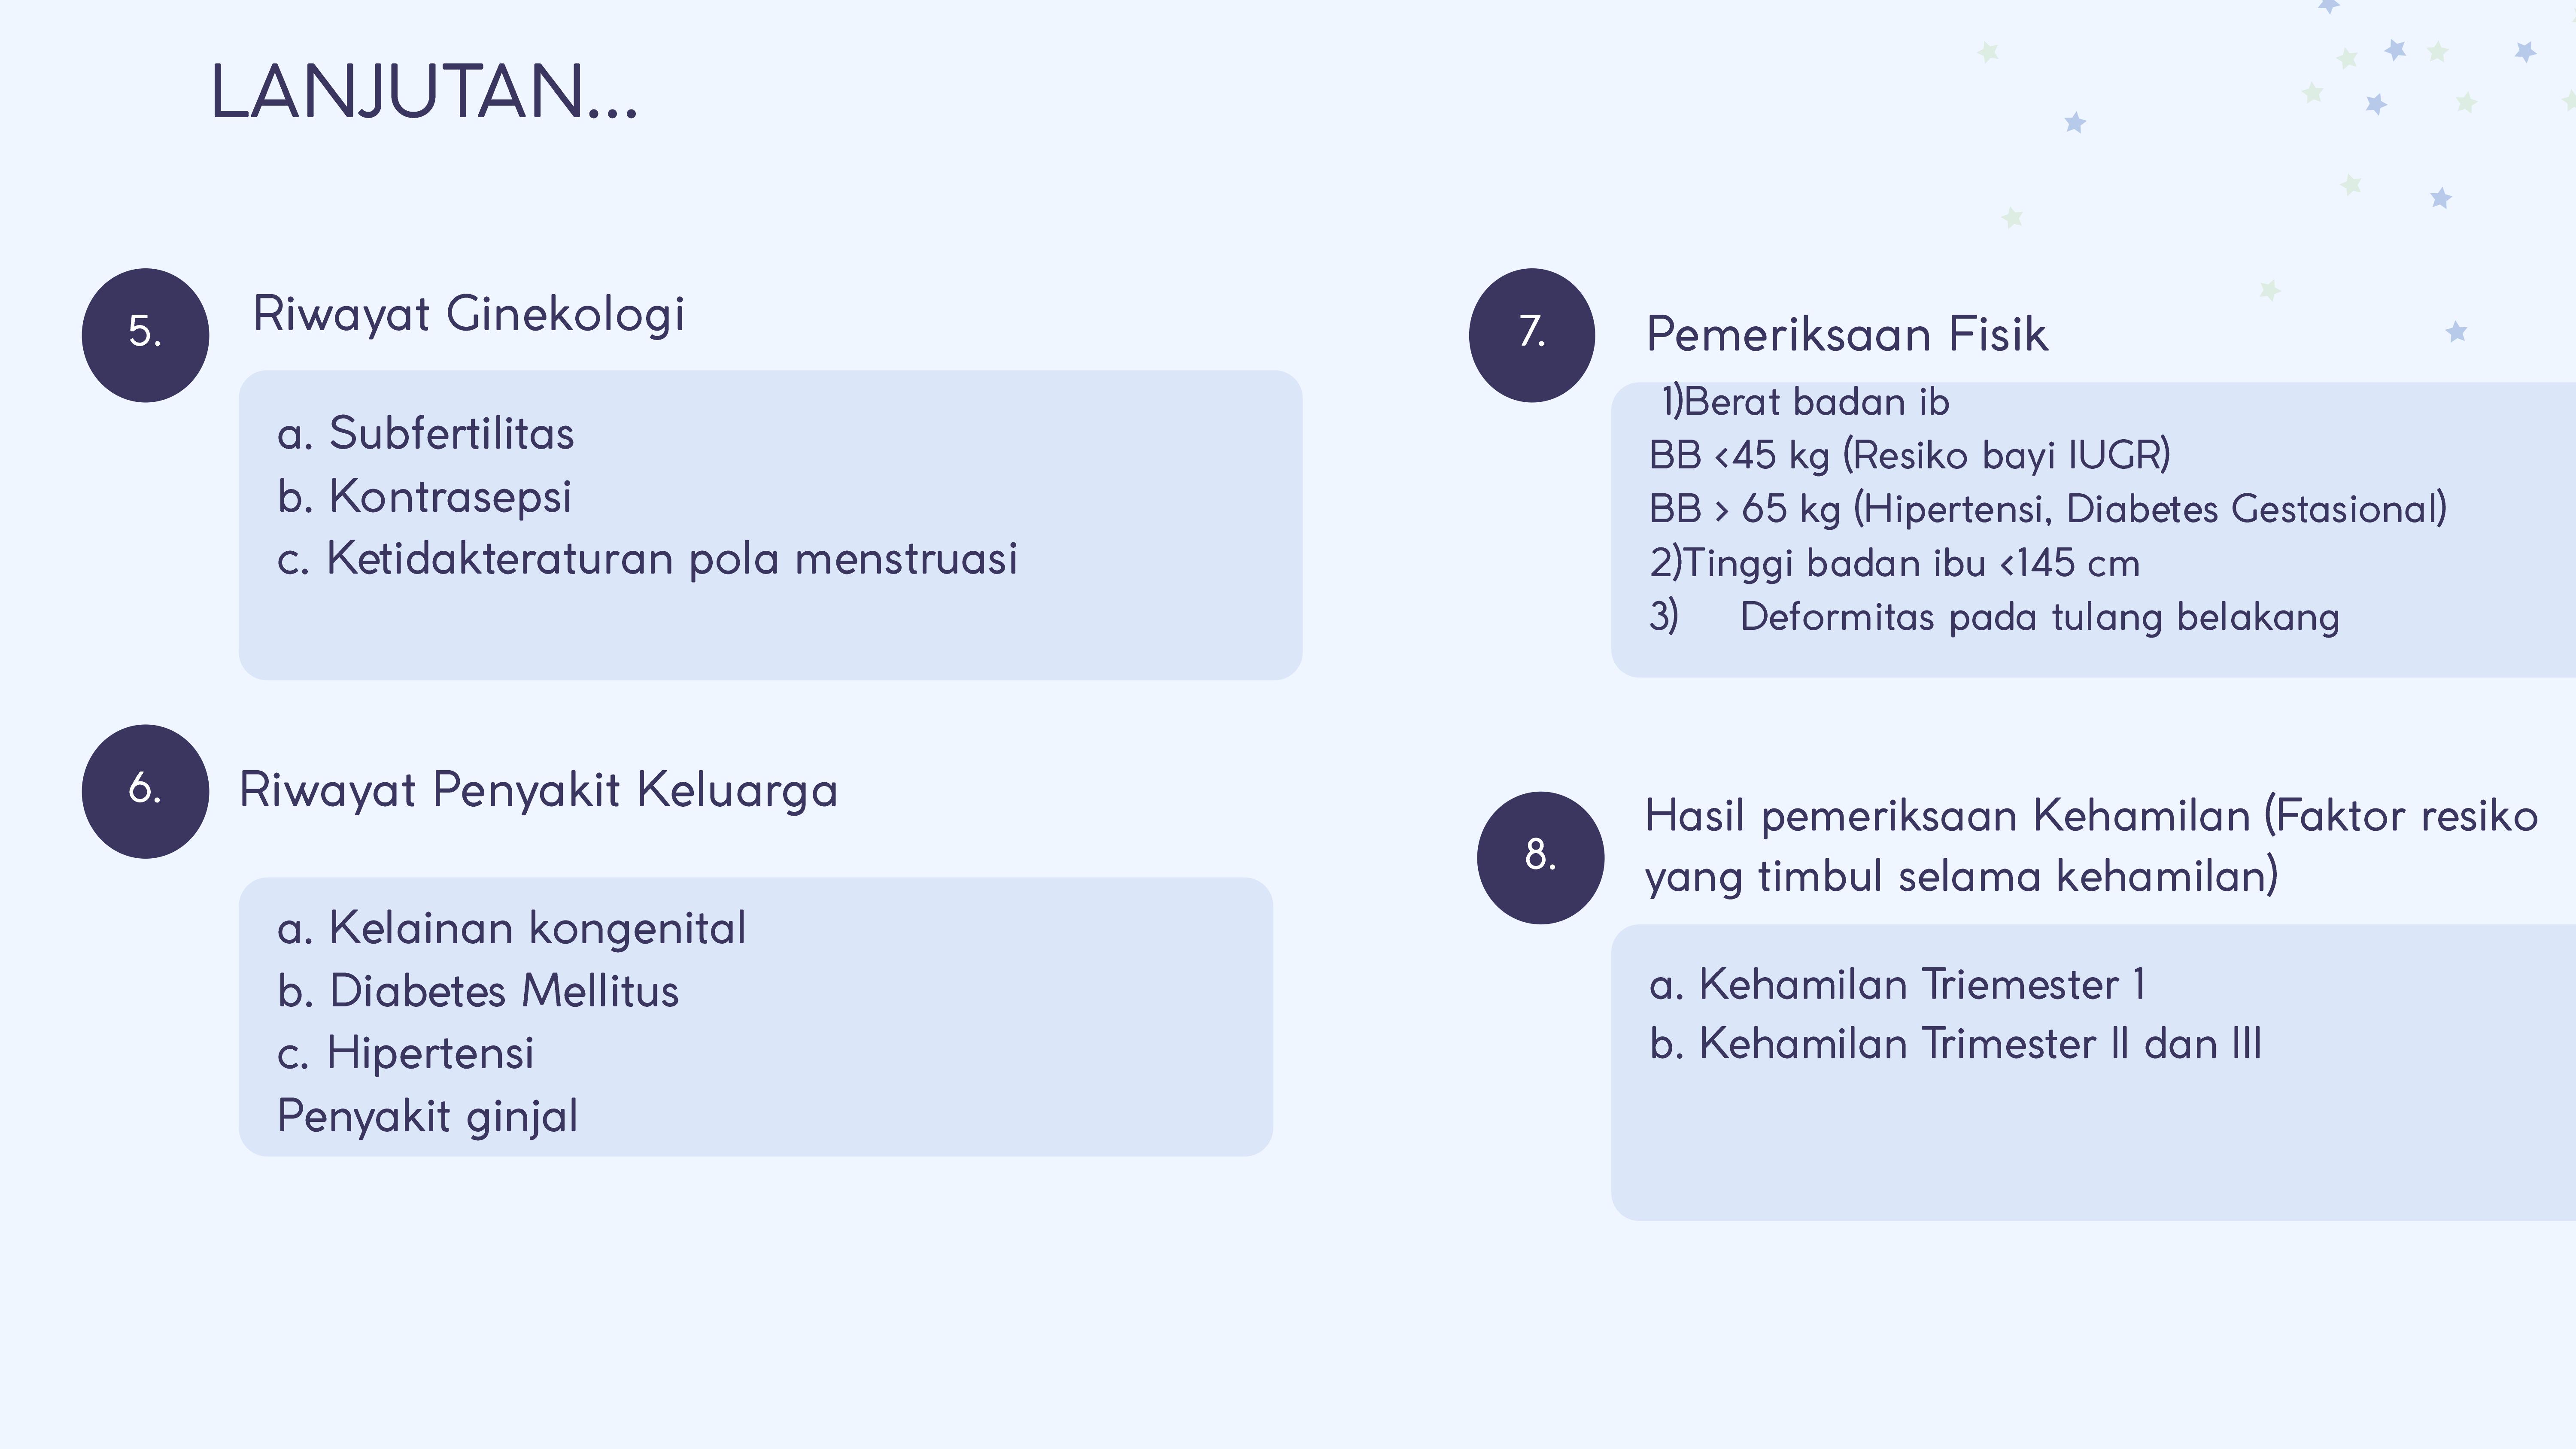 LANJUTAN...
5.
Riwayat Ginekologi
a. Subfertilitas
b. Kontrasepsi
c. Ketidakteraturan pola menstruasi
6.
Riwayat Penyakit Keluarga
a. Kelainan kongenital
b. Diabetes Mellitus
c. Hipertensi
Penyakit ginjal
7.
Pemeriksaan Fisik
1)Berat badan ib
BB <45 kg (Resiko bayi IUGR)
BB > 65 kg (Hipertensi, Diabetes Gestasional)
2)Tinggi badan ibu <145 cm
3) Deformitas pada tulang belakang
8.
Hasil pemeriksaan Kehamilan (Faktor resiko
yang timbul selama kehamilan)
a. Kehamilan Triemester 1
b. Kehamilan Trimester II dan III